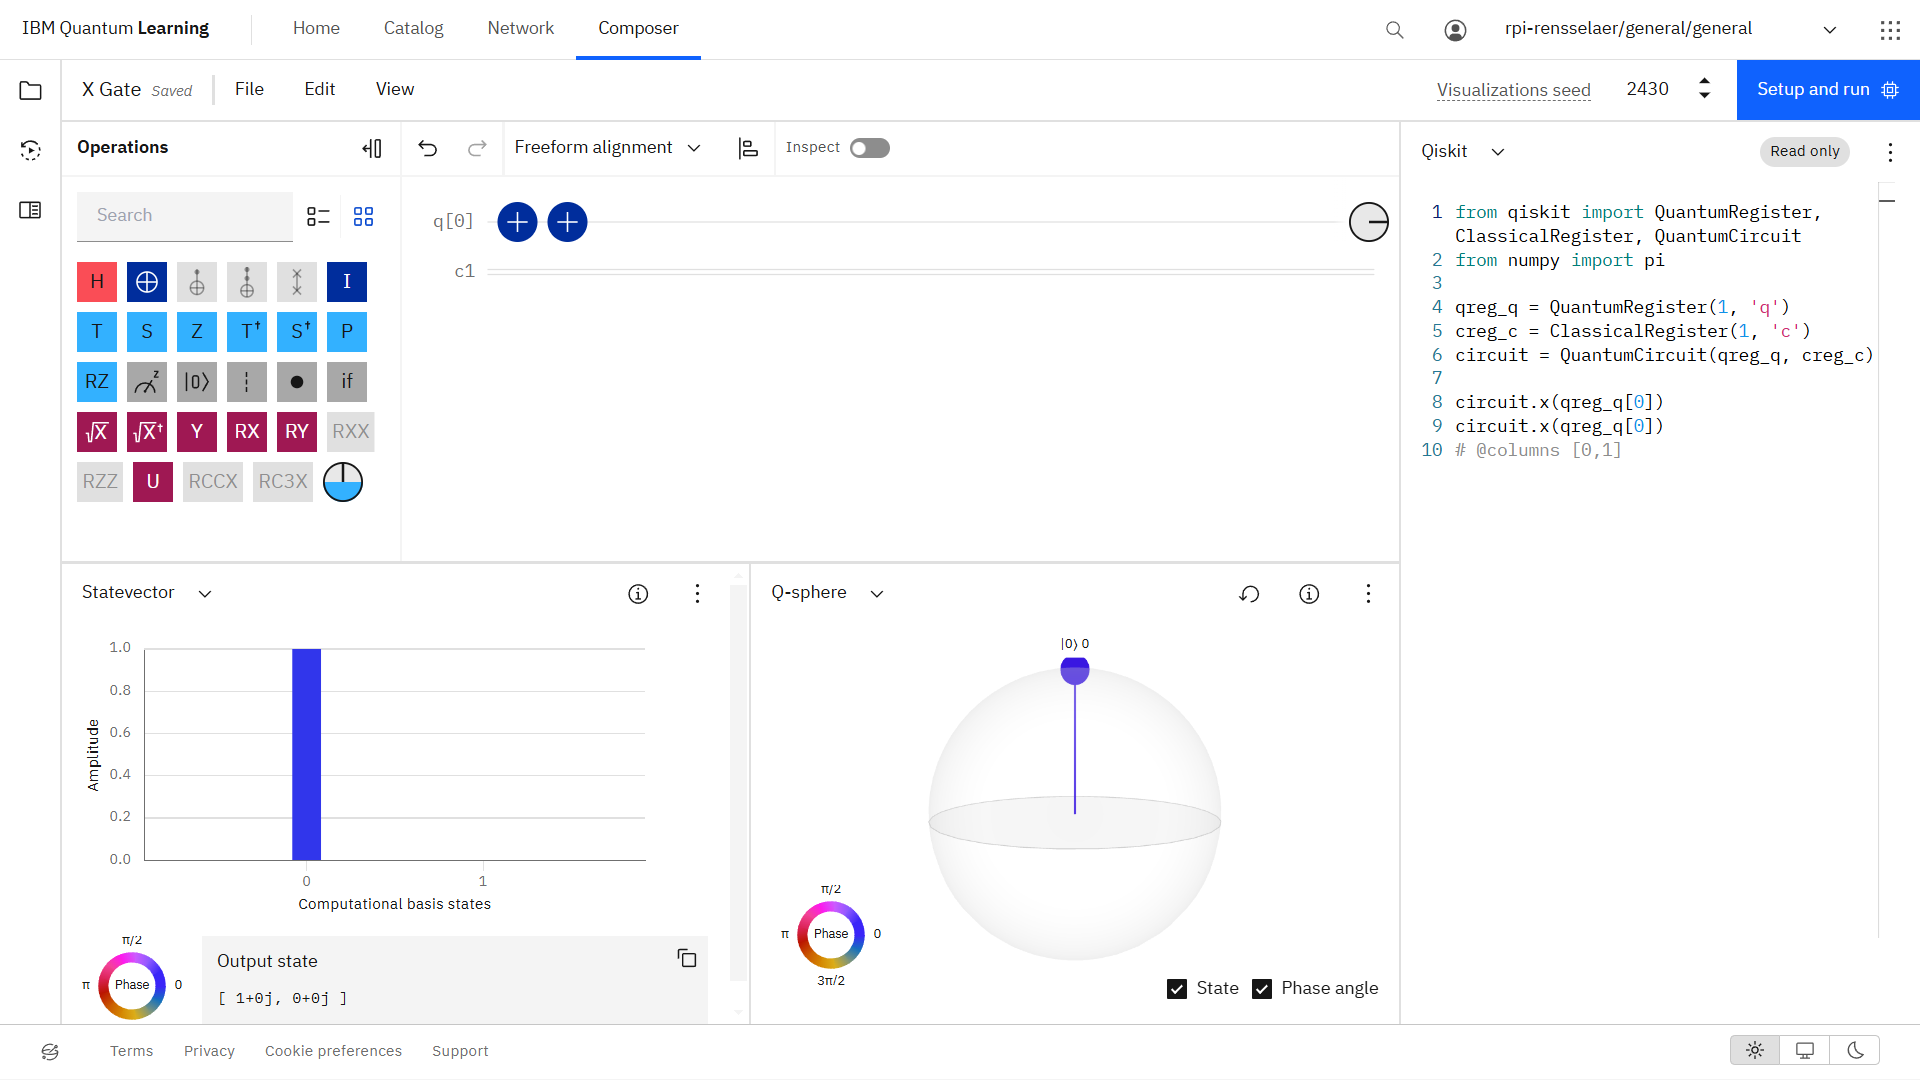 IBM Quantum Learning
Home
Catalog
Network
Composer
rpi-rensselaer/general/general
X Gate
Saved
File
Edit
View
Visualizations seed
2430
Setup and run
Operations
Freeform alignment
Inspect
Search
H
I
T
S
Z
T†
S†
P
RZ
z
|0⟩
if
√X
√X†
Y
RX
RY
RXX
RZZ
U
RCCX
RC3X
q[0]
c1
Qiskit
Read only
1 from qiskit import QuantumRegister,
ClassicalRegister, QuantumCircuit
2 from numpy import pi
3
4 qreg_q = QuantumRegister(1, 'q')
5 creg_c = ClassicalRegister(1, 'c')
6 circuit = QuantumCircuit(qreg_q, creg_c)
7
8 circuit.x(qreg_q[0])
9 circuit.x(qreg_q[0])
10 # @columns [0,1]
Statevector
1.0
0.8
0.6
0.4
0.2
0.0
Amplitude
0
1
Computational basis states
π/2
π
Phase
0
Output state
[ 1+0j, 0+0j ]
Q-sphere
|0⟩ 0
π/2
π
Phase
0
3π/2
State
Phase angle
Terms
Privacy
Cookie preferences
Support